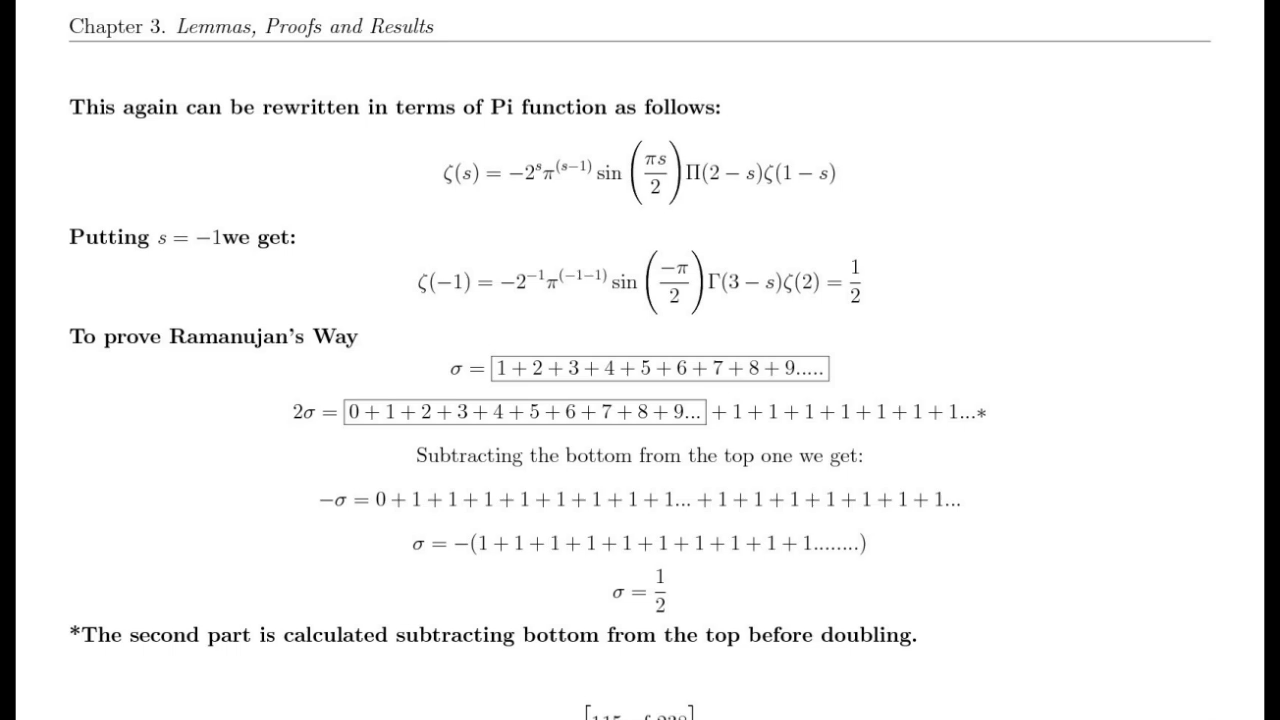 Chapter 3. Lemmas, Proofs and Results
This again can be rewritten in terms of Pi function as follows:
ζ(s) = −2^s π^(s−1) sin(πs/2) Π(2 − s)ζ(1 − s)
Putting s = −1we get:
ζ(−1) = −2^−1 π^(−1−1) sin(−π/2) Γ(3 − s)ζ(2) = 1/2
To prove Ramanujan's Way
σ = 1 + 2 + 3 + 4 + 5 + 6 + 7 + 8 + 9.....
2σ = 0 + 1 + 2 + 3 + 4 + 5 + 6 + 7 + 8 + 9... + 1 + 1 + 1 + 1 + 1 + 1 + 1...*
Subtracting the bottom from the top one we get:
−σ = 0 + 1 + 1 + 1 + 1 + 1 + 1 + 1 + 1... + 1 + 1 + 1 + 1 + 1 + 1 + 1...
σ = −(1 + 1 + 1 + 1 + 1 + 1 + 1 + 1 + 1 + 1........)
σ = 1/2
*The second part is calculated subtracting bottom from the top before doubling.